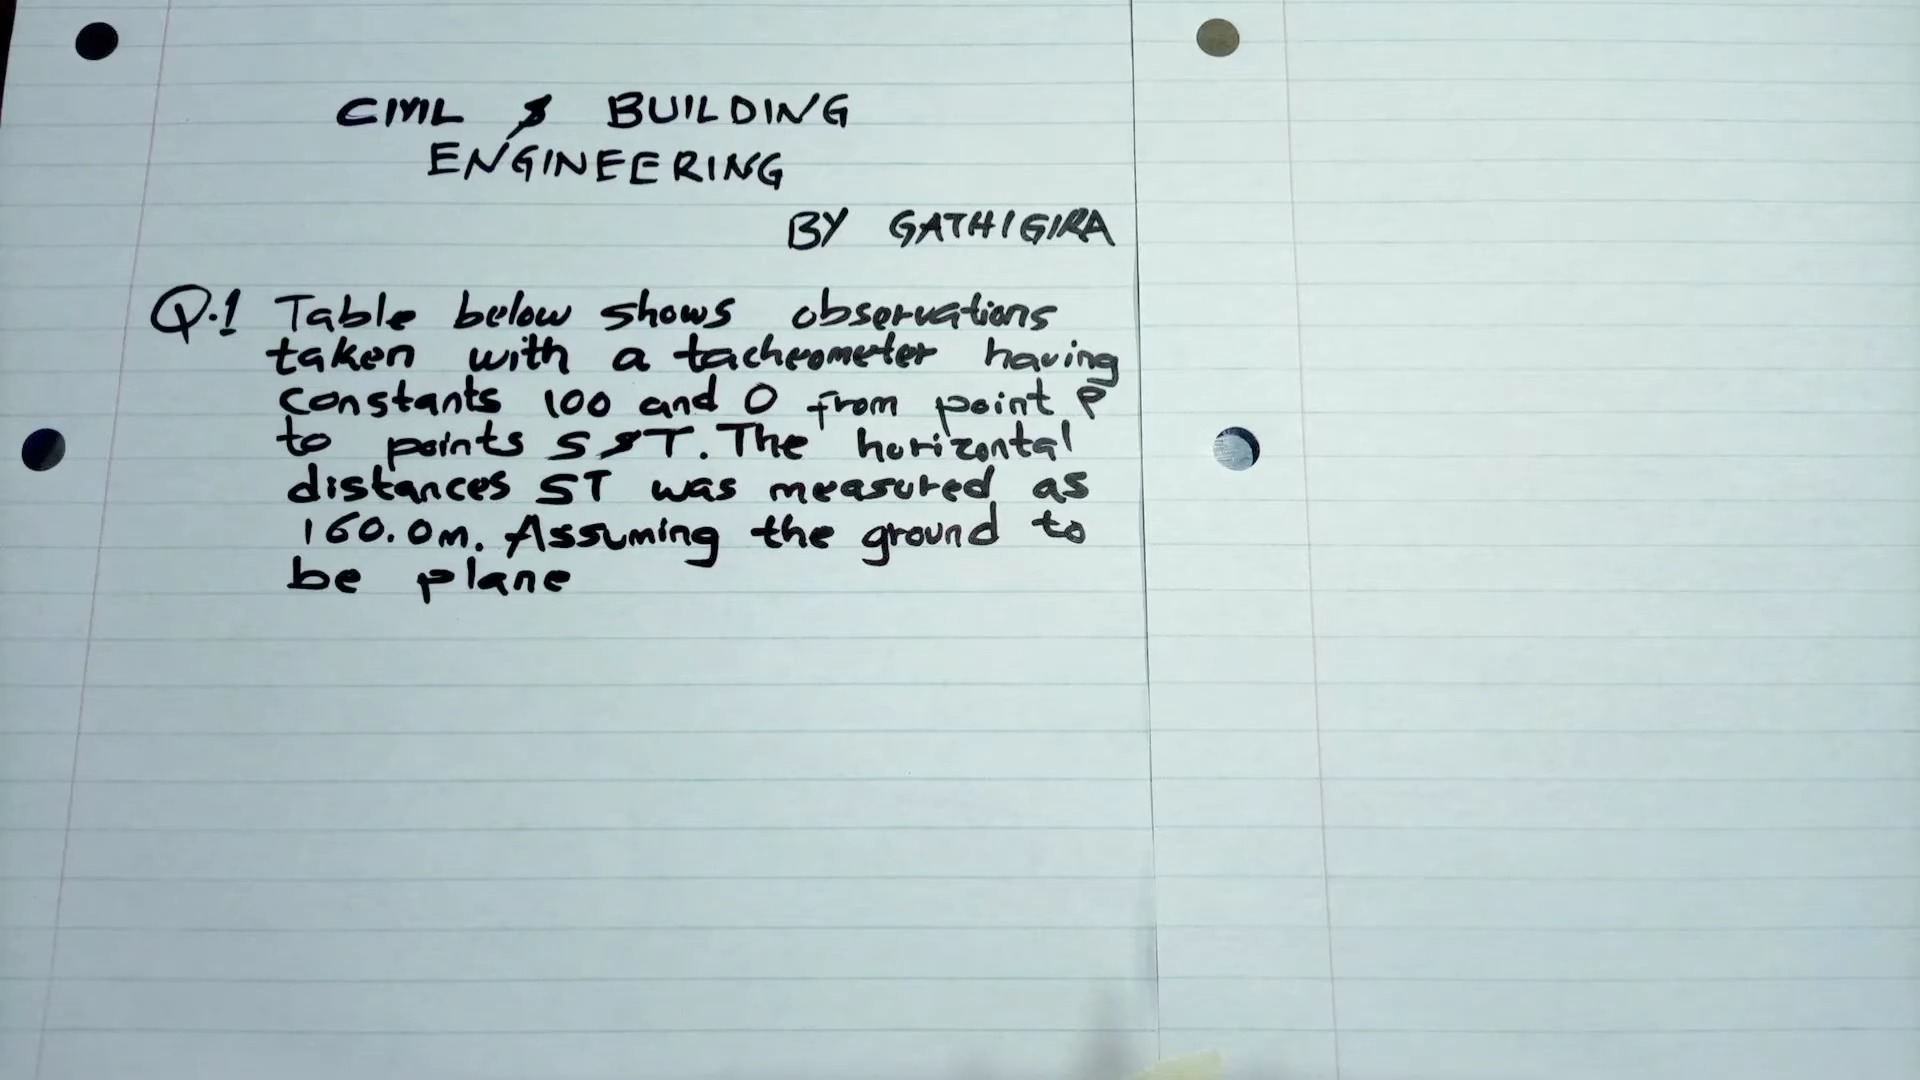 CIVIL & BUILDING
ENGINEERING
BY GATHIGIRA
Q.1 Table below shows observations
taken with a tacheometer having
constants 100 and 0 from point P
to points S & T. The horizontal
distances ST was measured as
160.0m. Assuming the ground to
be plane